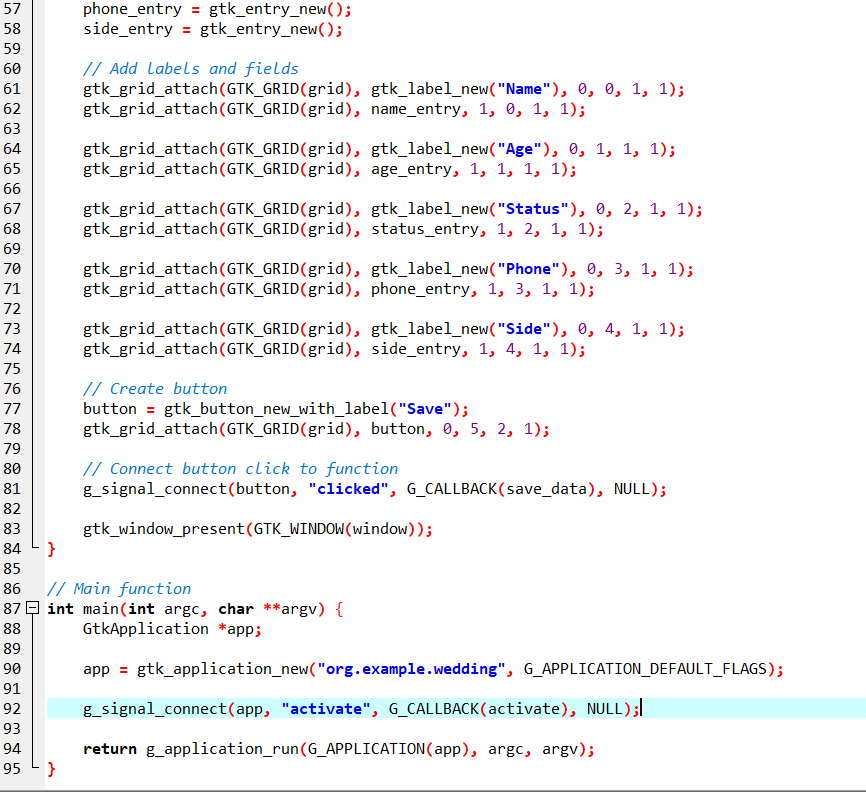 57 phone_entry = gtk_entry_new();
58 side_entry = gtk_entry_new();
59
60 // Add labels and fields
61 gtk_grid_attach(GTK_GRID(grid), gtk_label_new("Name"), 0, 0, 1, 1);
62 gtk_grid_attach(GTK_GRID(grid), name_entry, 1, 0, 1, 1);
63
64 gtk_grid_attach(GTK_GRID(grid), gtk_label_new("Age"), 0, 1, 1, 1);
65 gtk_grid_attach(GTK_GRID(grid), age_entry, 1, 1, 1, 1);
66
67 gtk_grid_attach(GTK_GRID(grid), gtk_label_new("Status"), 0, 2, 1, 1);
68 gtk_grid_attach(GTK_GRID(grid), status_entry, 1, 2, 1, 1);
69
70 gtk_grid_attach(GTK_GRID(grid), gtk_label_new("Phone"), 0, 3, 1, 1);
71 gtk_grid_attach(GTK_GRID(grid), phone_entry, 1, 3, 1, 1);
72
73 gtk_grid_attach(GTK_GRID(grid), gtk_label_new("Side"), 0, 4, 1, 1);
74 gtk_grid_attach(GTK_GRID(grid), side_entry, 1, 4, 1, 1);
75
76 // Create button
77 button = gtk_button_new_with_label("Save");
78 gtk_grid_attach(GTK_GRID(grid), button, 0, 5, 2, 1);
79
80 // Connect button click to function
81 g_signal_connect(button, "clicked", G_CALLBACK(save_data), NULL);
82
83 gtk_window_present(GTK_WINDOW(window));
84 }
85
86 // Main function
87 int main(int argc, char **argv) {
88 GtkApplication *app;
89
90 app = gtk_application_new("org.example.wedding", G_APPLICATION_DEFAULT_FLAGS);
91
92 g_signal_connect(app, "activate", G_CALLBACK(activate), NULL);
93
94 return g_application_run(G_APPLICATION(app), argc, argv);
95 }